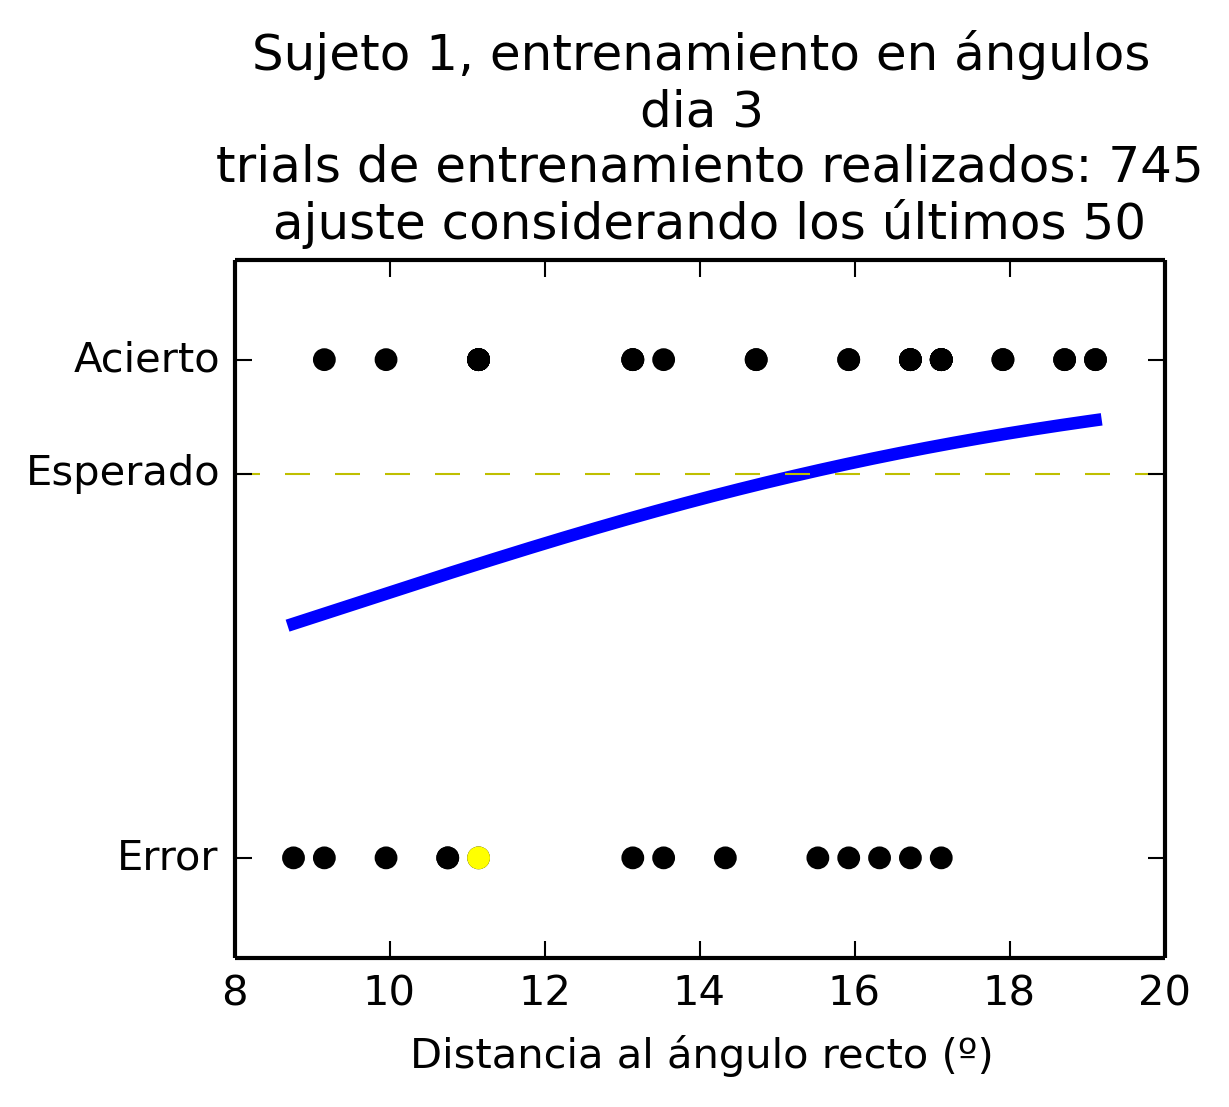 Sujeto 1, entrenamiento en ángulos
dia 3
trials de entrenamiento realizados: 745
ajuste considerando los últimos 50
Acierto
Esperado
Error
8 10 12 14 16 18 20
Distancia al ángulo recto (º)